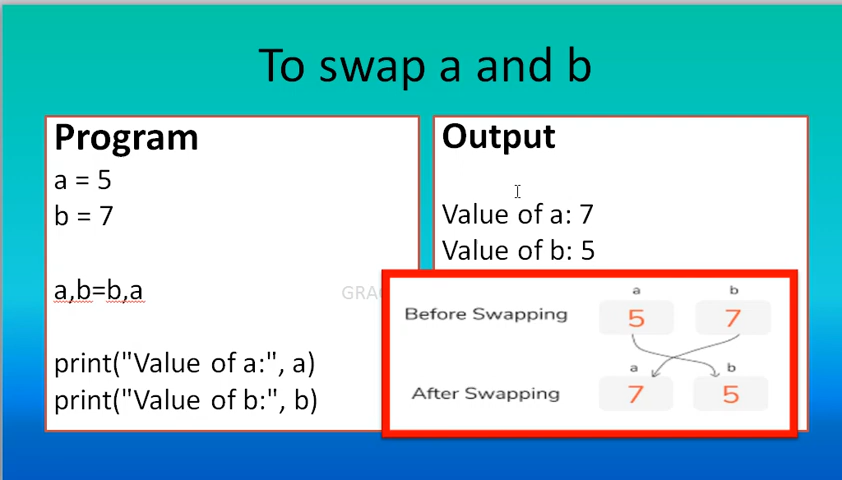 To swap a and b
Program
a = 5
b = 7
a,b=b,a
print("Value of a:", a)
print("Value of b:", b)
Output
Value of a: 7
Value of b: 5
a b
Before Swapping 5 7
a b
After Swapping 7 5